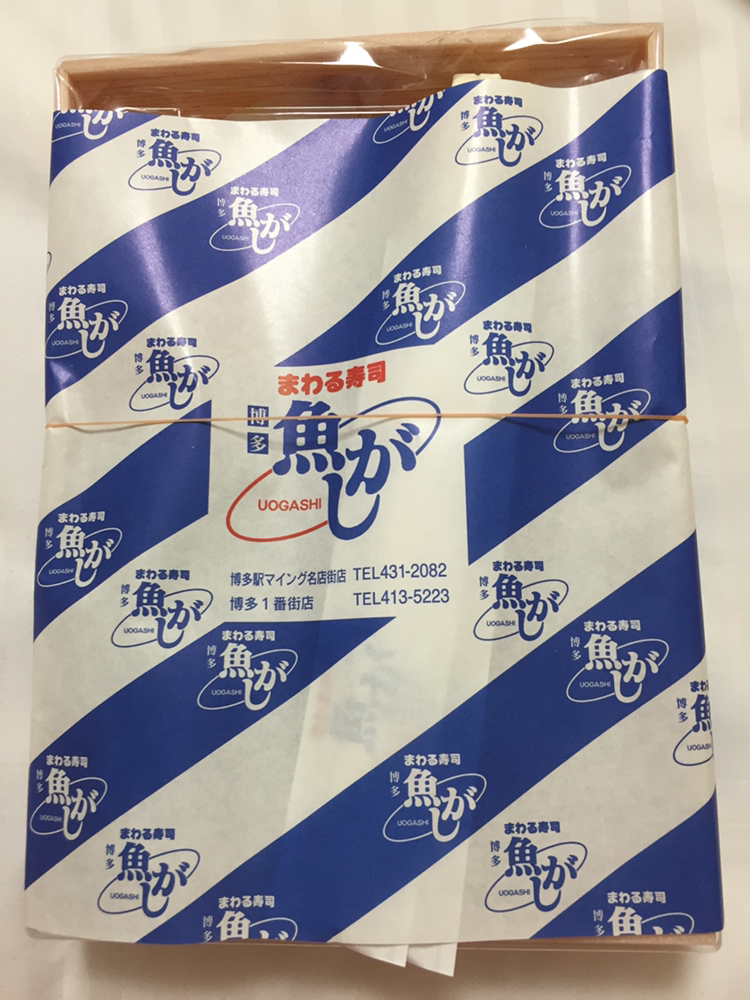 まわる寿司
博多
魚がし
UOGASHI
博多駅マイング名店街店 TEL431-2082
博多1番街店 TEL413-5223